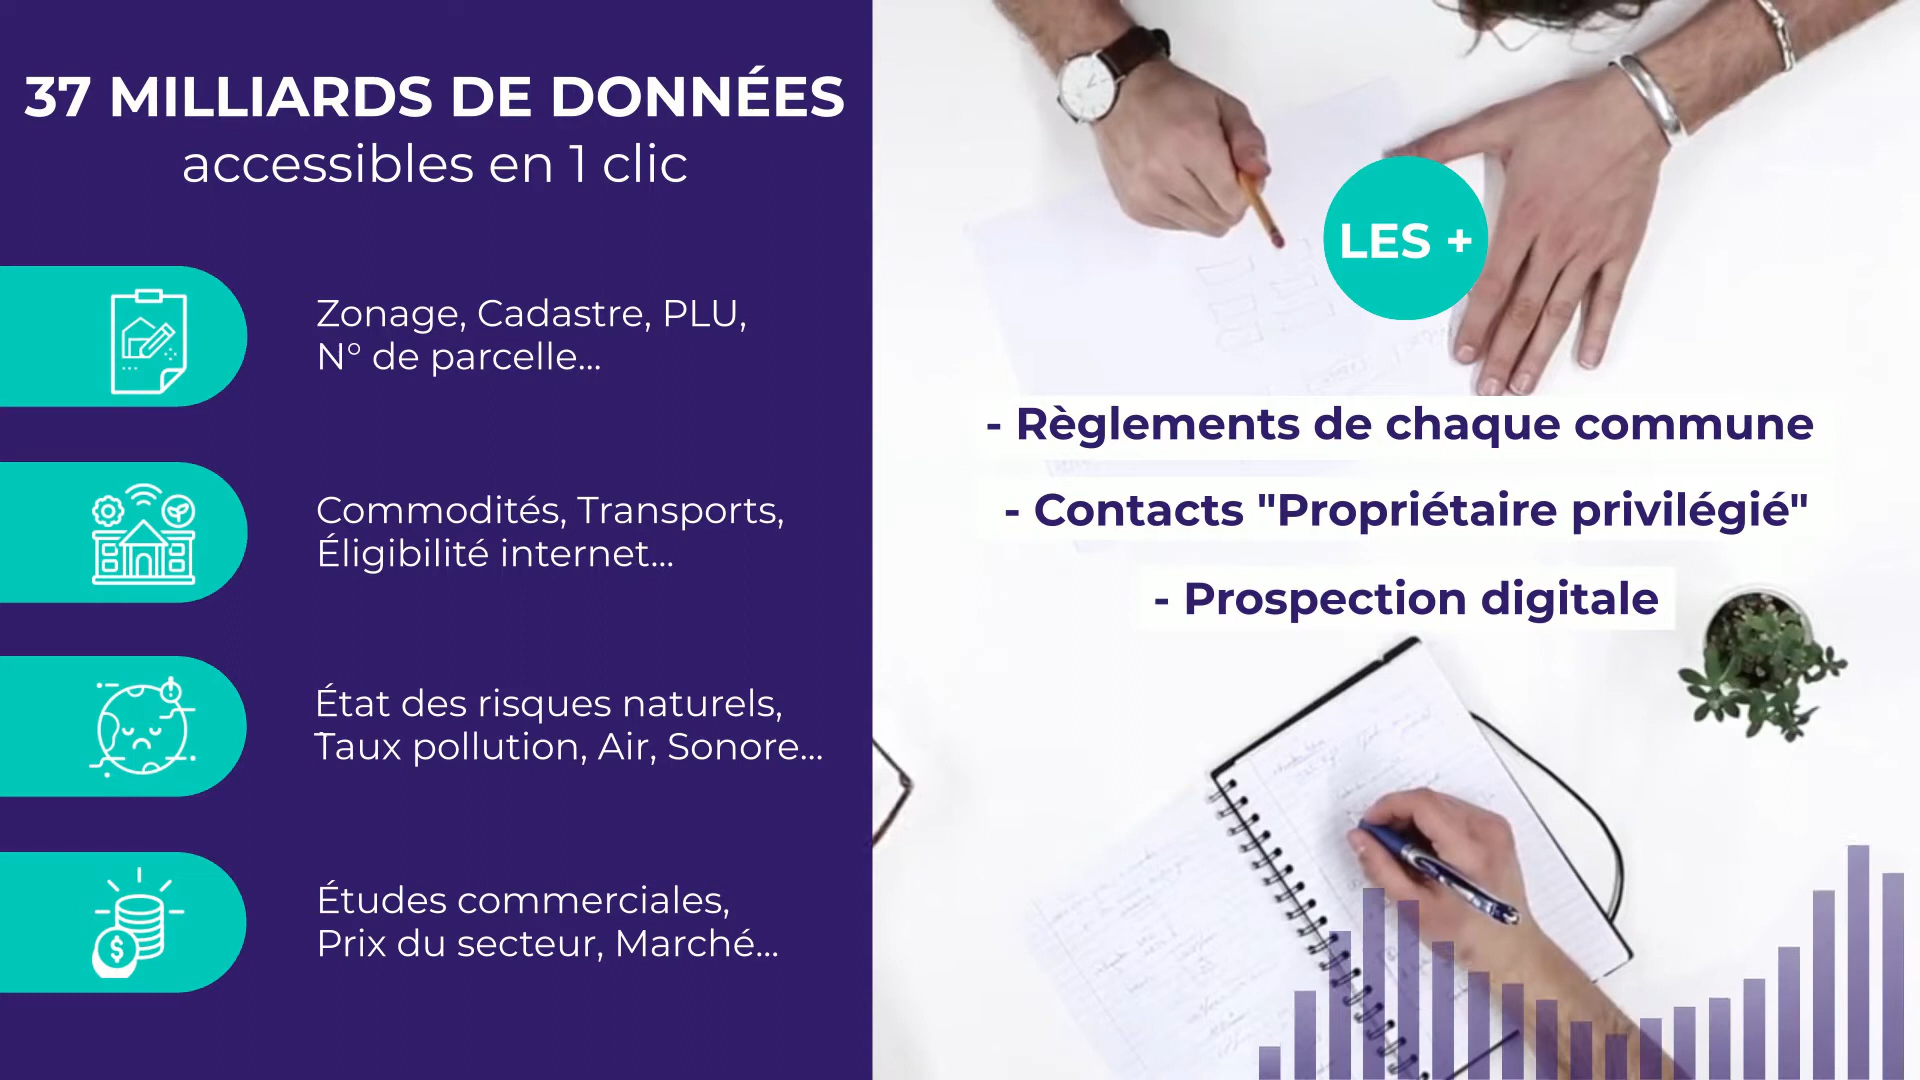 37 MILLIARDS DE DONNÉES
accessibles en 1 clic
Zonage, Cadastre, PLU,
N° de parcelle...
Commodités, Transports,
Éligibilité internet...
État des risques naturels,
Taux pollution, Air, Sonore...
Études commerciales,
Prix du secteur, Marché...
LES +
- Règlements de chaque commune
- Contacts "Propriétaire privilégié"
- Prospection digitale